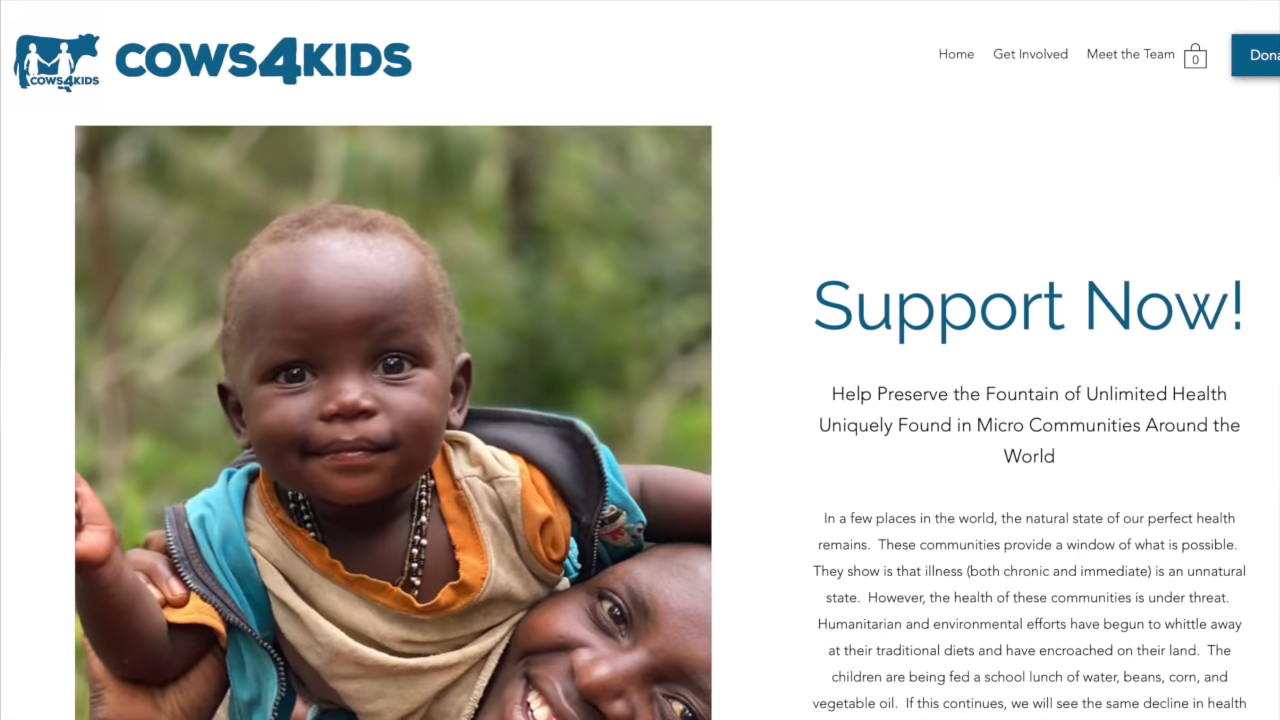 COWS4KIDS
COWS4KIDS
Home Get Involved Meet the Team 0
Support Now!
Help Preserve the Fountain of Unlimited Health
Uniquely Found in Micro Communities Around the
World
In a few places in the world, the natural state of our perfect health
remains. These communities provide a window of what is possible.
They show is that illness (both chronic and immediate) is an unnatural
state. However, the health of these communities is under threat.
Humanitarian and environmental efforts have begun to whittle away
at their traditional diets and have encroached on their land. The
children are being fed a school lunch of water, beans, corn, and
vegetable oil. If this continues, we will see the same decline in health